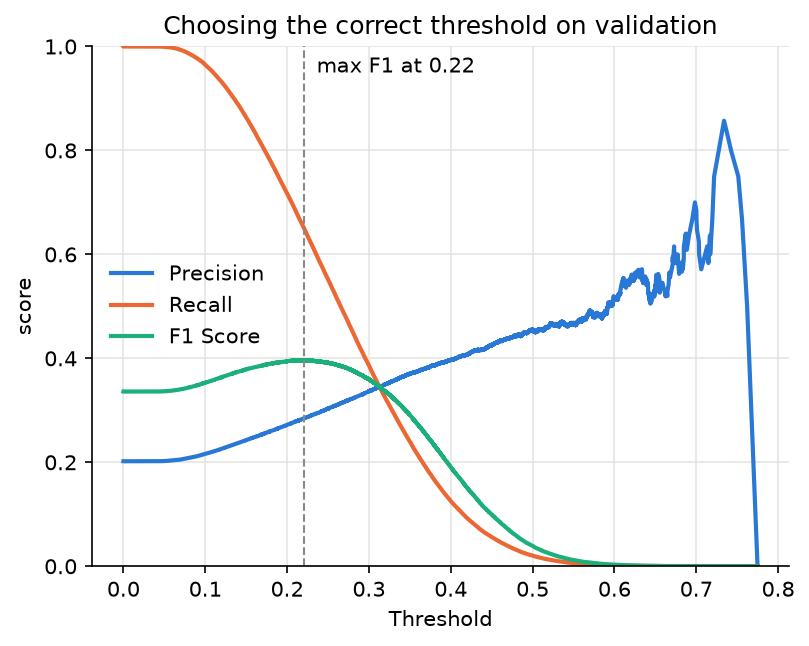 Choosing the correct threshold on validation
max F1 at 0.22
1.0
0.8
0.6
0.4
0.2
0.0
score
Precision
Recall
F1 Score
0.0 0.1 0.2 0.3 0.4 0.5 0.6 0.7 0.8
Threshold